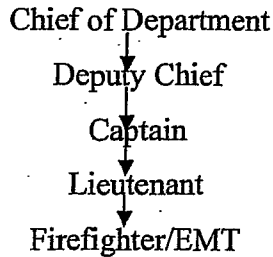 Chief of Department
Deputy Chief
Captain
Lieutenant
Firefighter/EMT